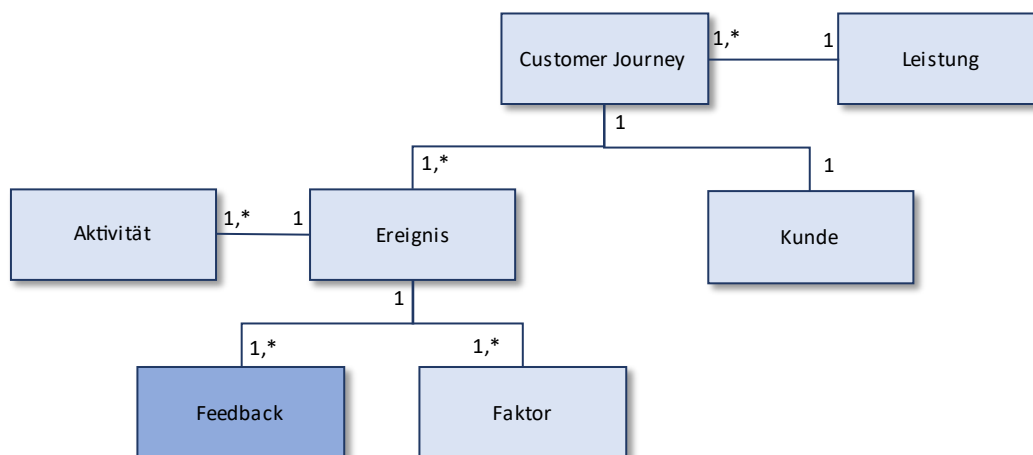 Customer Journey
1,*
1
Leistung
1
1,*
1
Aktivität
1,*
1
Ereignis
Kunde
1
1,*
1,*
Feedback
Faktor